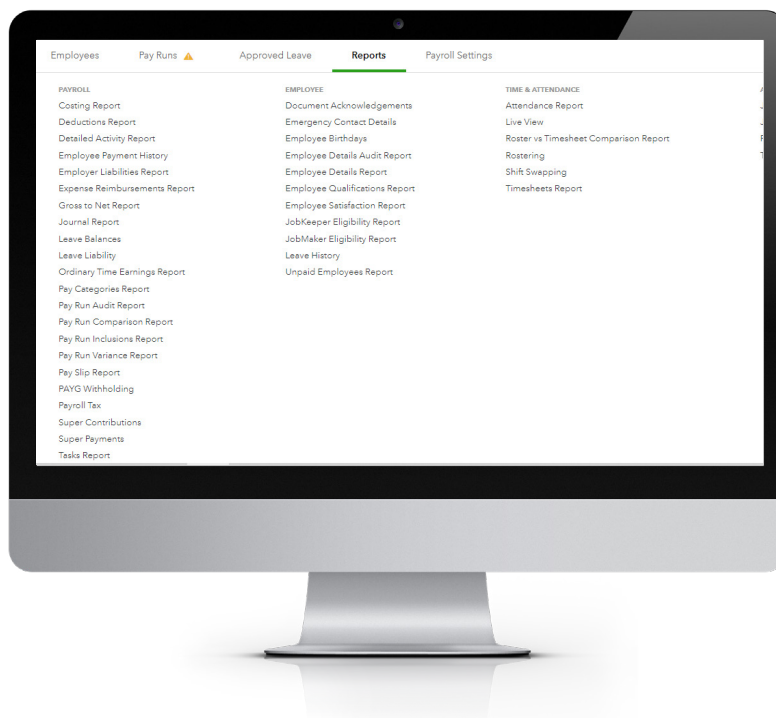 Employees
Pay Runs
Approved Leave
Reports
Payroll Settings
PAYROLL
Costing Report
Deductions Report
Detailed Activity Report
Employee Payment History
Employer Liabilities Report
Expense Reimbursements Report
Gross to Net Report
Journal Report
Leave Balances
Leave Liability
Ordinary Time Earnings Report
Pay Categories Report
Pay Run Audit Report
Pay Run Comparison Report
Pay Run Inclusions Report
Pay Run Variance Report
Pay Slip Report
PAYG Withholding
Payroll Tax
Super Contributions
Super Payments
Tasks Report
EMPLOYEE
Document Acknowledgements
Emergency Contact Details
Employee Birthdays
Employee Details Audit Report
Employee Details Report
Employee Qualifications Report
Employee Satisfaction Report
JobKeeper Eligibility Report
JobMaker Eligibility Report
Leave History
Unpaid Employees Report
TIME & ATTENDANCE
Attendance Report
Live View
Roster vs Timesheet Comparison Report
Rostering
Shift Swapping
Timesheets Report